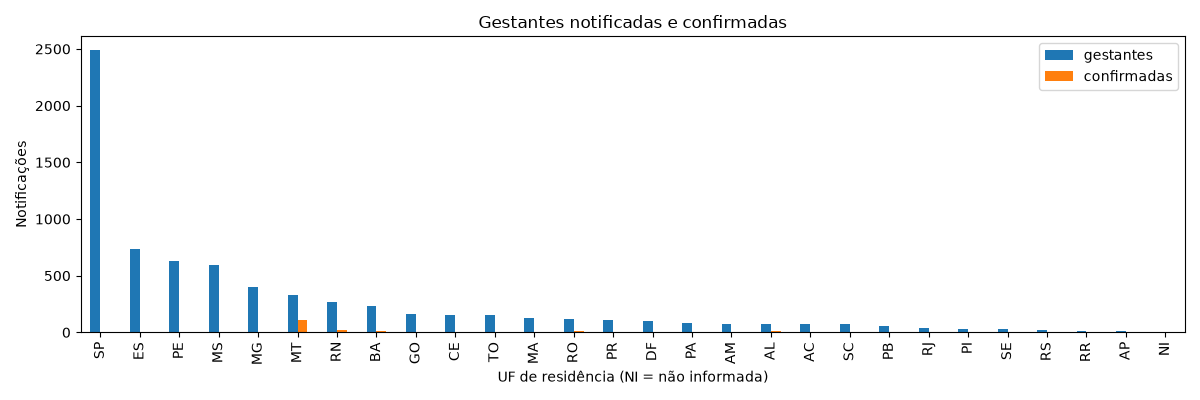 Gestantes notificadas e confirmadas
gestantes
confirmadas
Notificações
2500
2000
1500
1000
500
0
SP ES PE MS MG MT RN BA GO CE TO MA RO PR DF PA AM AL AC SC PB RJ PI SE RS RR AP NI
UF de residência (NI = não informada)